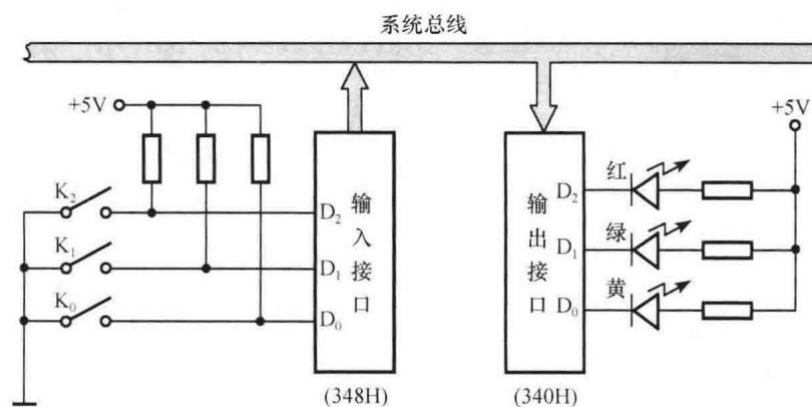 系统总线
+5V
+5V
K₂
K₁
K₀
D₂
D₁
D₀
输入接口
(348H)
D₂
D₁
D₀
输出接口
(340H)
红
绿
黄